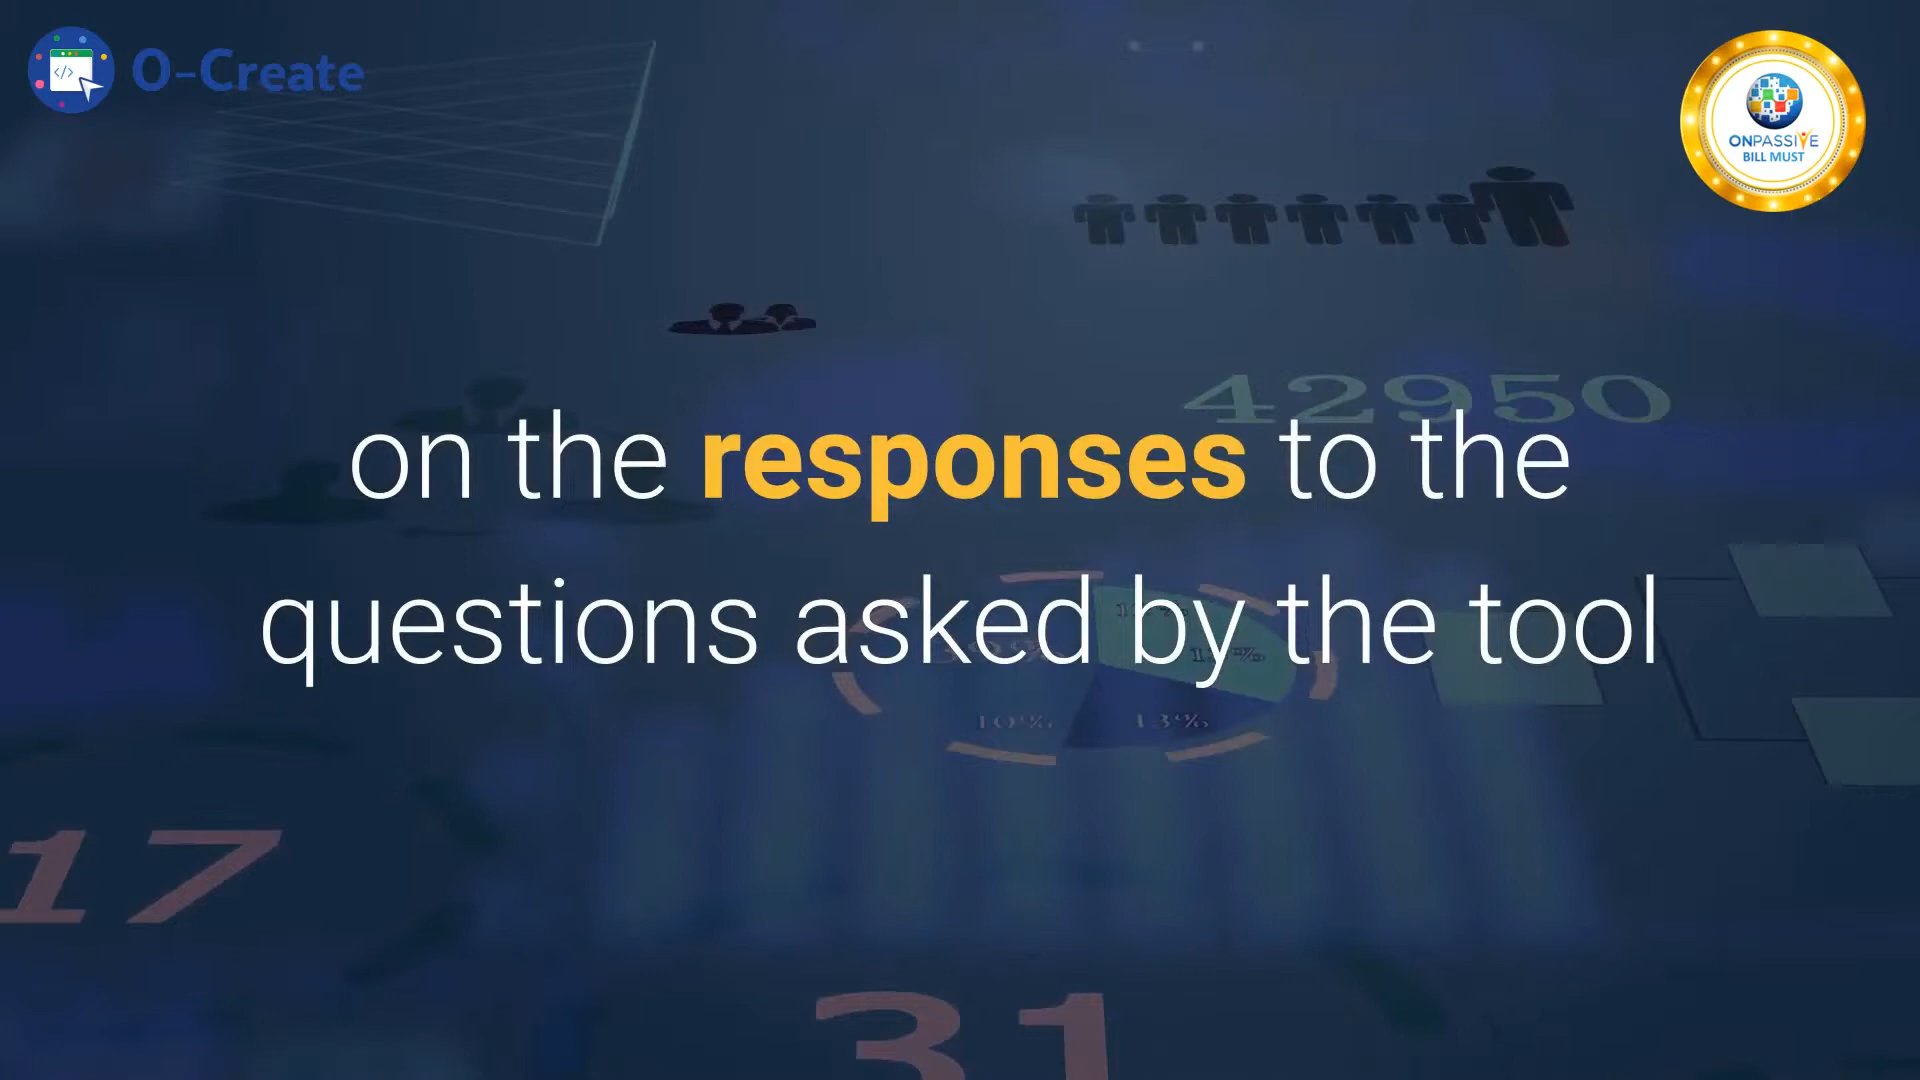 O-Create
ONPASSIVE
BILL MUST
42950
on the responses to the
questions asked by the tool
10%
13%
17
31